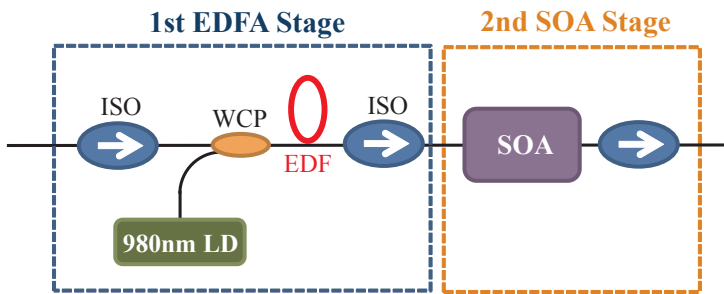 1st EDFA Stage
2nd SOA Stage
ISO
WCP
ISO
EDF
SOA
980nm LD